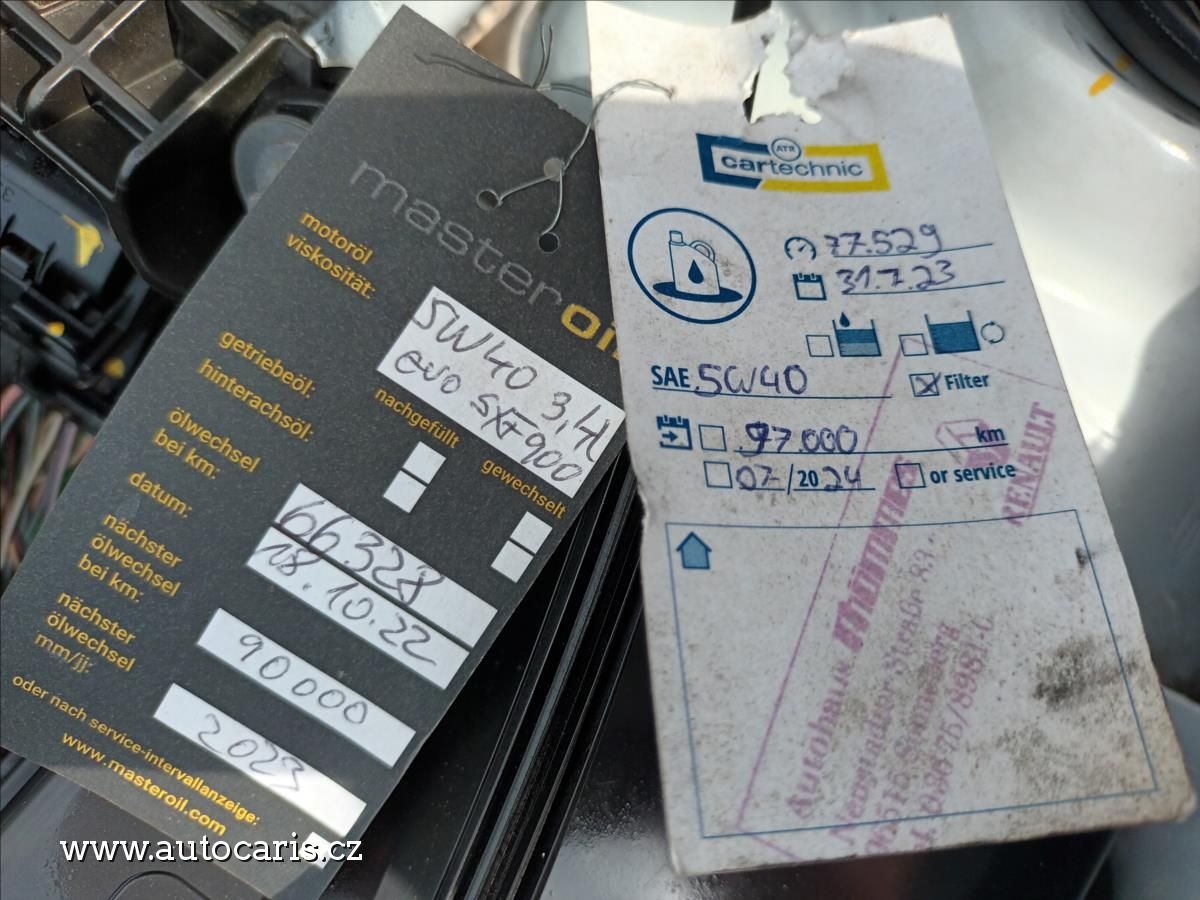 masteroil
motoröl
viskosität:
5W40 3,4l
evo SXF900
nachgefüllt
gewechselt
getriebeöl:
hinterachsöl:
ölwechsel
bei km:
66.328
datum:
18.10.22
nächster
ölwechsel
bei km:
90000
nächster
ölwechsel
mm/jj:
2023
oder nach service-intervallanzeige:
www.masteroil.com
ATR
cartechnic
77.529
31.7.23
SAE 5W40
Filter
97.000 km
07/2024 or service
RENAULT
Autohaus
www.autocaris.cz